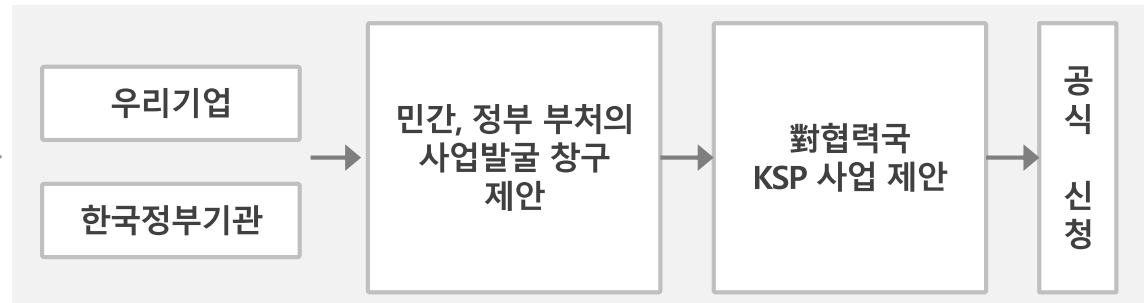 우리기업
한국정부기관
민간, 정부 부처의
사업발굴 창구
제안
對협력국
KSP 사업 제안
공
식
신
청